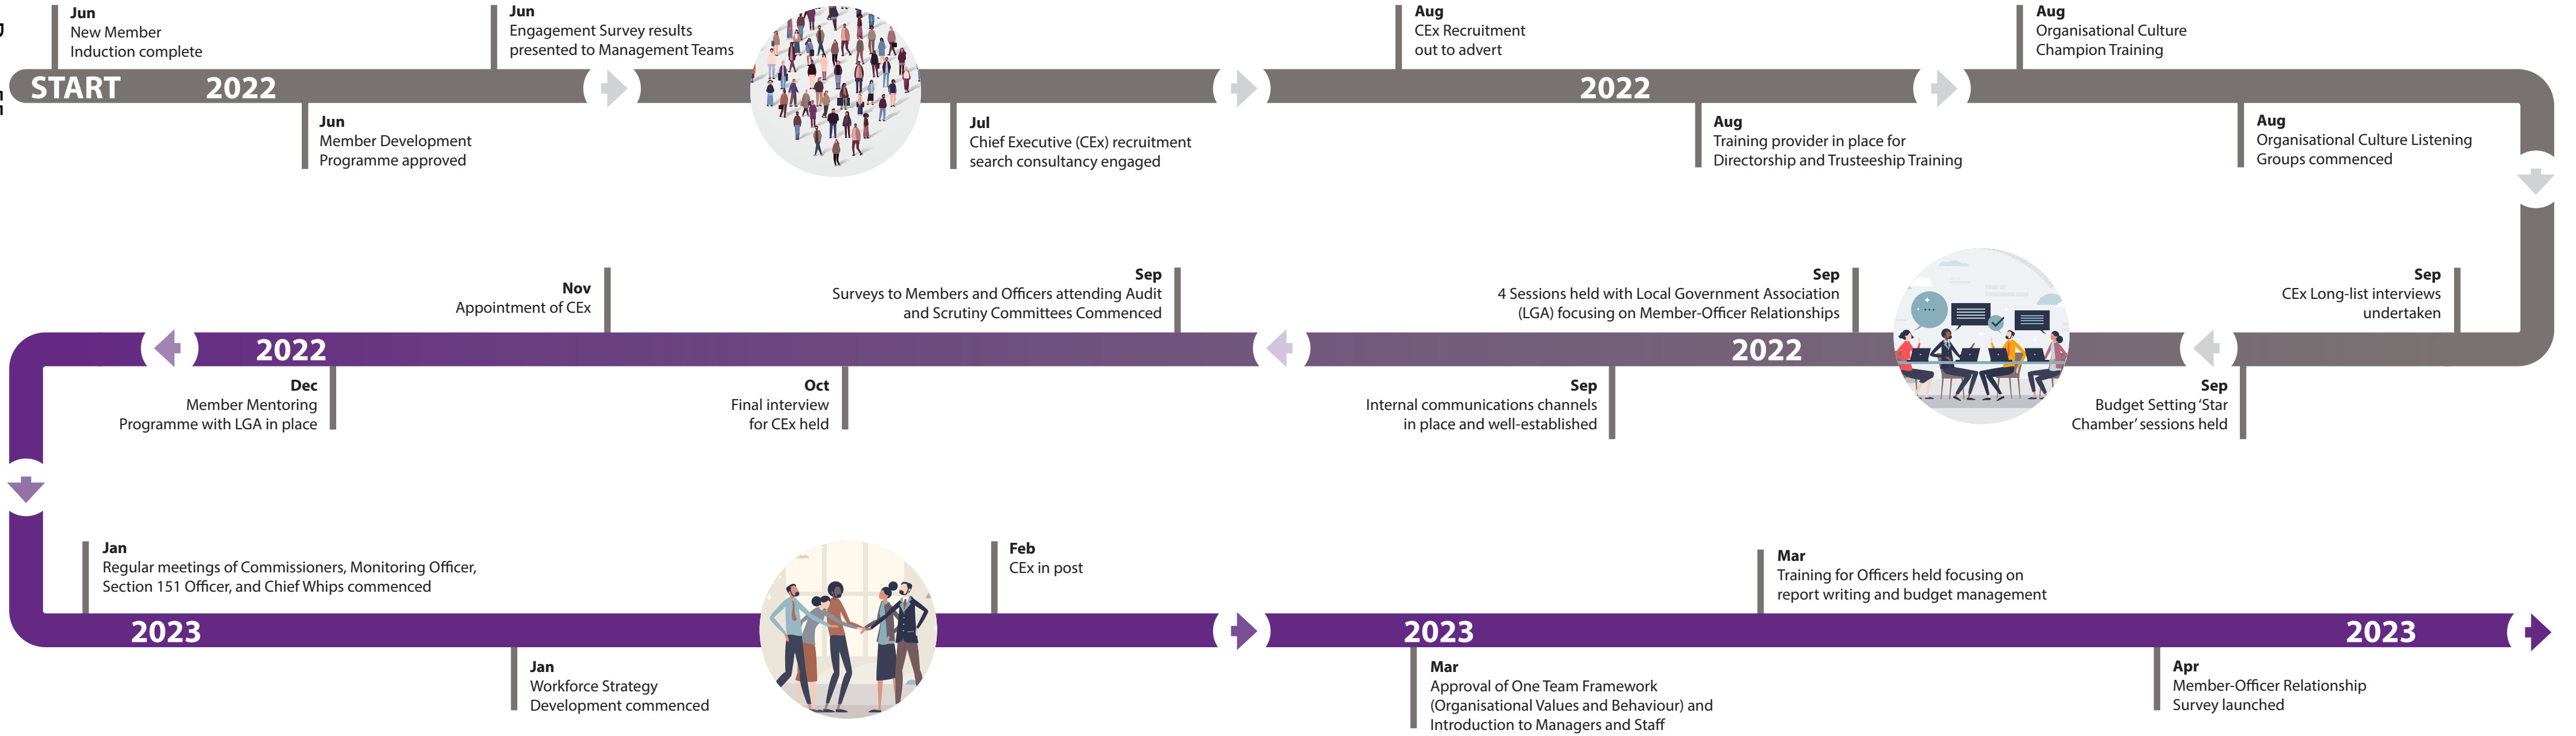 Jun
New Member
Induction complete
Jun
Engagement Survey results
presented to Management Teams
Aug
CEx Recruitment
out to advert
Aug
Organisational Culture
Champion Training
START 2022
2022
Jun
Member Development
Programme approved
Jul
Chief Executive (CEx) recruitment
search consultancy engaged
Aug
Training provider in place for
Directorship and Trusteeship Training
Aug
Organisational Culture Listening
Groups commenced
Sep
CEx Long-list interviews
undertaken
Sep
4 Sessions held with Local Government Association
(LGA) focusing on Member-Officer Relationships
Sep
Surveys to Members and Officers attending Audit
and Scrutiny Committees Commenced
Nov
Appointment of CEx
2022
2022
Sep
Budget Setting ‘Star
Chamber’ sessions held
Sep
Internal communications channels
in place and well-established
Oct
Final interview
for CEx held
Dec
Member Mentoring
Programme with LGA in place
Jan
Regular meetings of Commissioners, Monitoring Officer,
Section 151 Officer, and Chief Whips commenced
Feb
CEx in post
Mar
Training for Officers held focusing on
report writing and budget management
2023
2023
2023
Jan
Workforce Strategy
Development commenced
Mar
Approval of One Team Framework
(Organisational Values and Behaviour) and
Introduction to Managers and Staff
Apr
Member-Officer Relationship
Survey launched